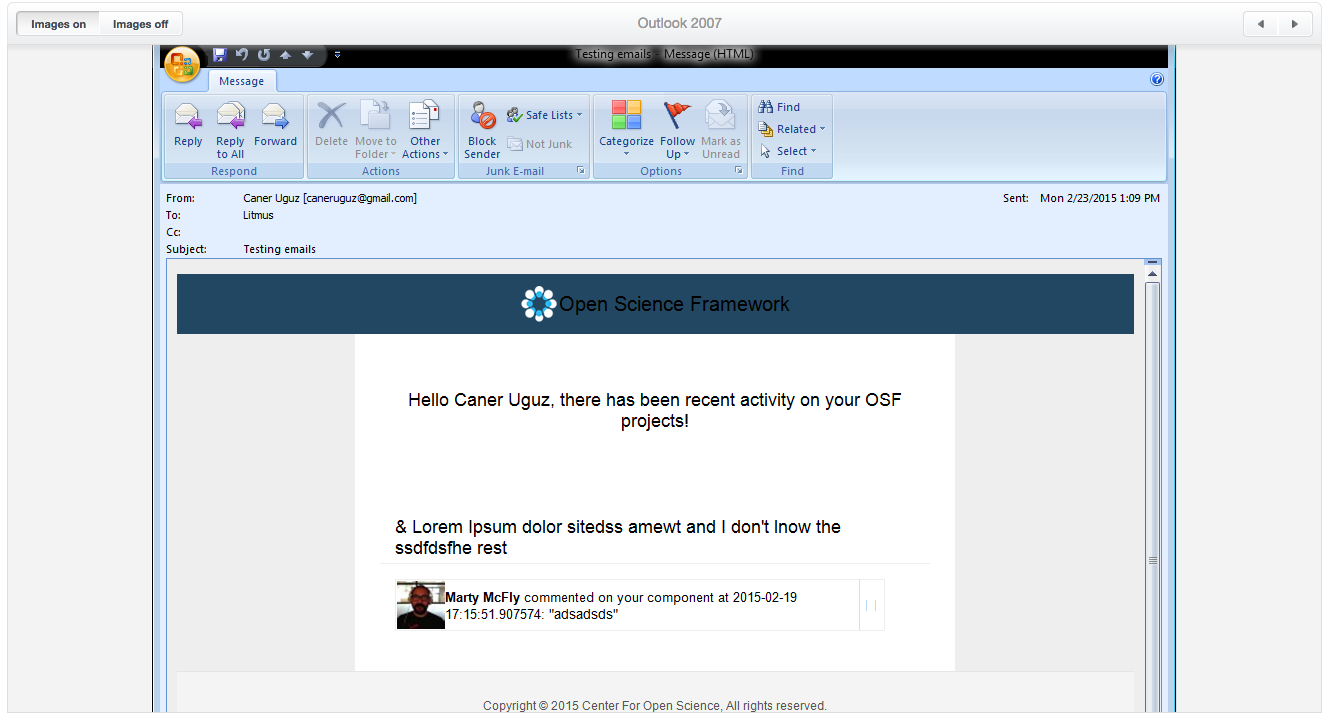 Images on Images off Outlook 2007
Testing emails - Message (HTML)
Message
Reply Reply to All Forward
Respond
Delete Move to Folder Other Actions
Actions
Block Sender Safe Lists Not Junk
Junk E-mail
Categorize Follow Up Mark as Unread
Options
Find
Related
Select
Find
From: Caner Uguz [caneruguz@gmail.com] Sent: Mon 2/23/2015 1:09 PM
To: Litmus
Cc:
Subject: Testing emails
Open Science Framework
Hello Caner Uguz, there has been recent activity on your OSF
projects!
& Lorem Ipsum dolor sitedss amewt and I don't lnow the
ssdfdsfhe rest
Marty McFly commented on your component at 2015-02-19
17:15:51.907574: "adsadsds"
Copyright © 2015 Center For Open Science, All rights reserved.